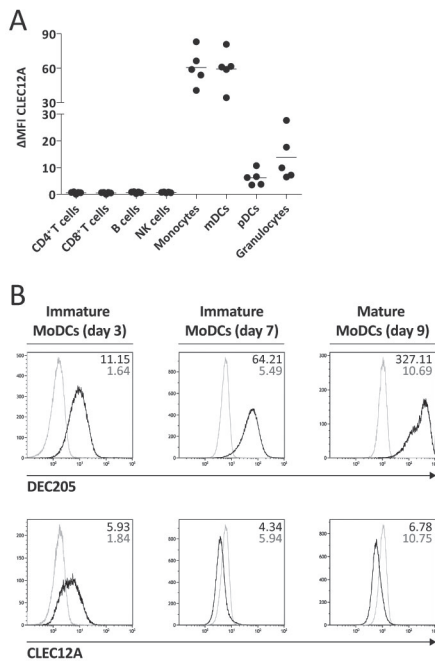 A
ΔMFI CLEC12A
90
60
30
30
20
10
0
CD4+T cells
CD8+T cells
B cells
NK cells
Monocytes
mDCs
pDCs
Granulocytes
B
Immature
MoDCs (day 3)
Immature
MoDCs (day 7)
Mature
MoDCs (day 9)
11.15
1.64
64.21
5.49
327.11
10.69
DEC205
5.93
1.84
4.34
5.94
6.78
10.75
CLEC12A